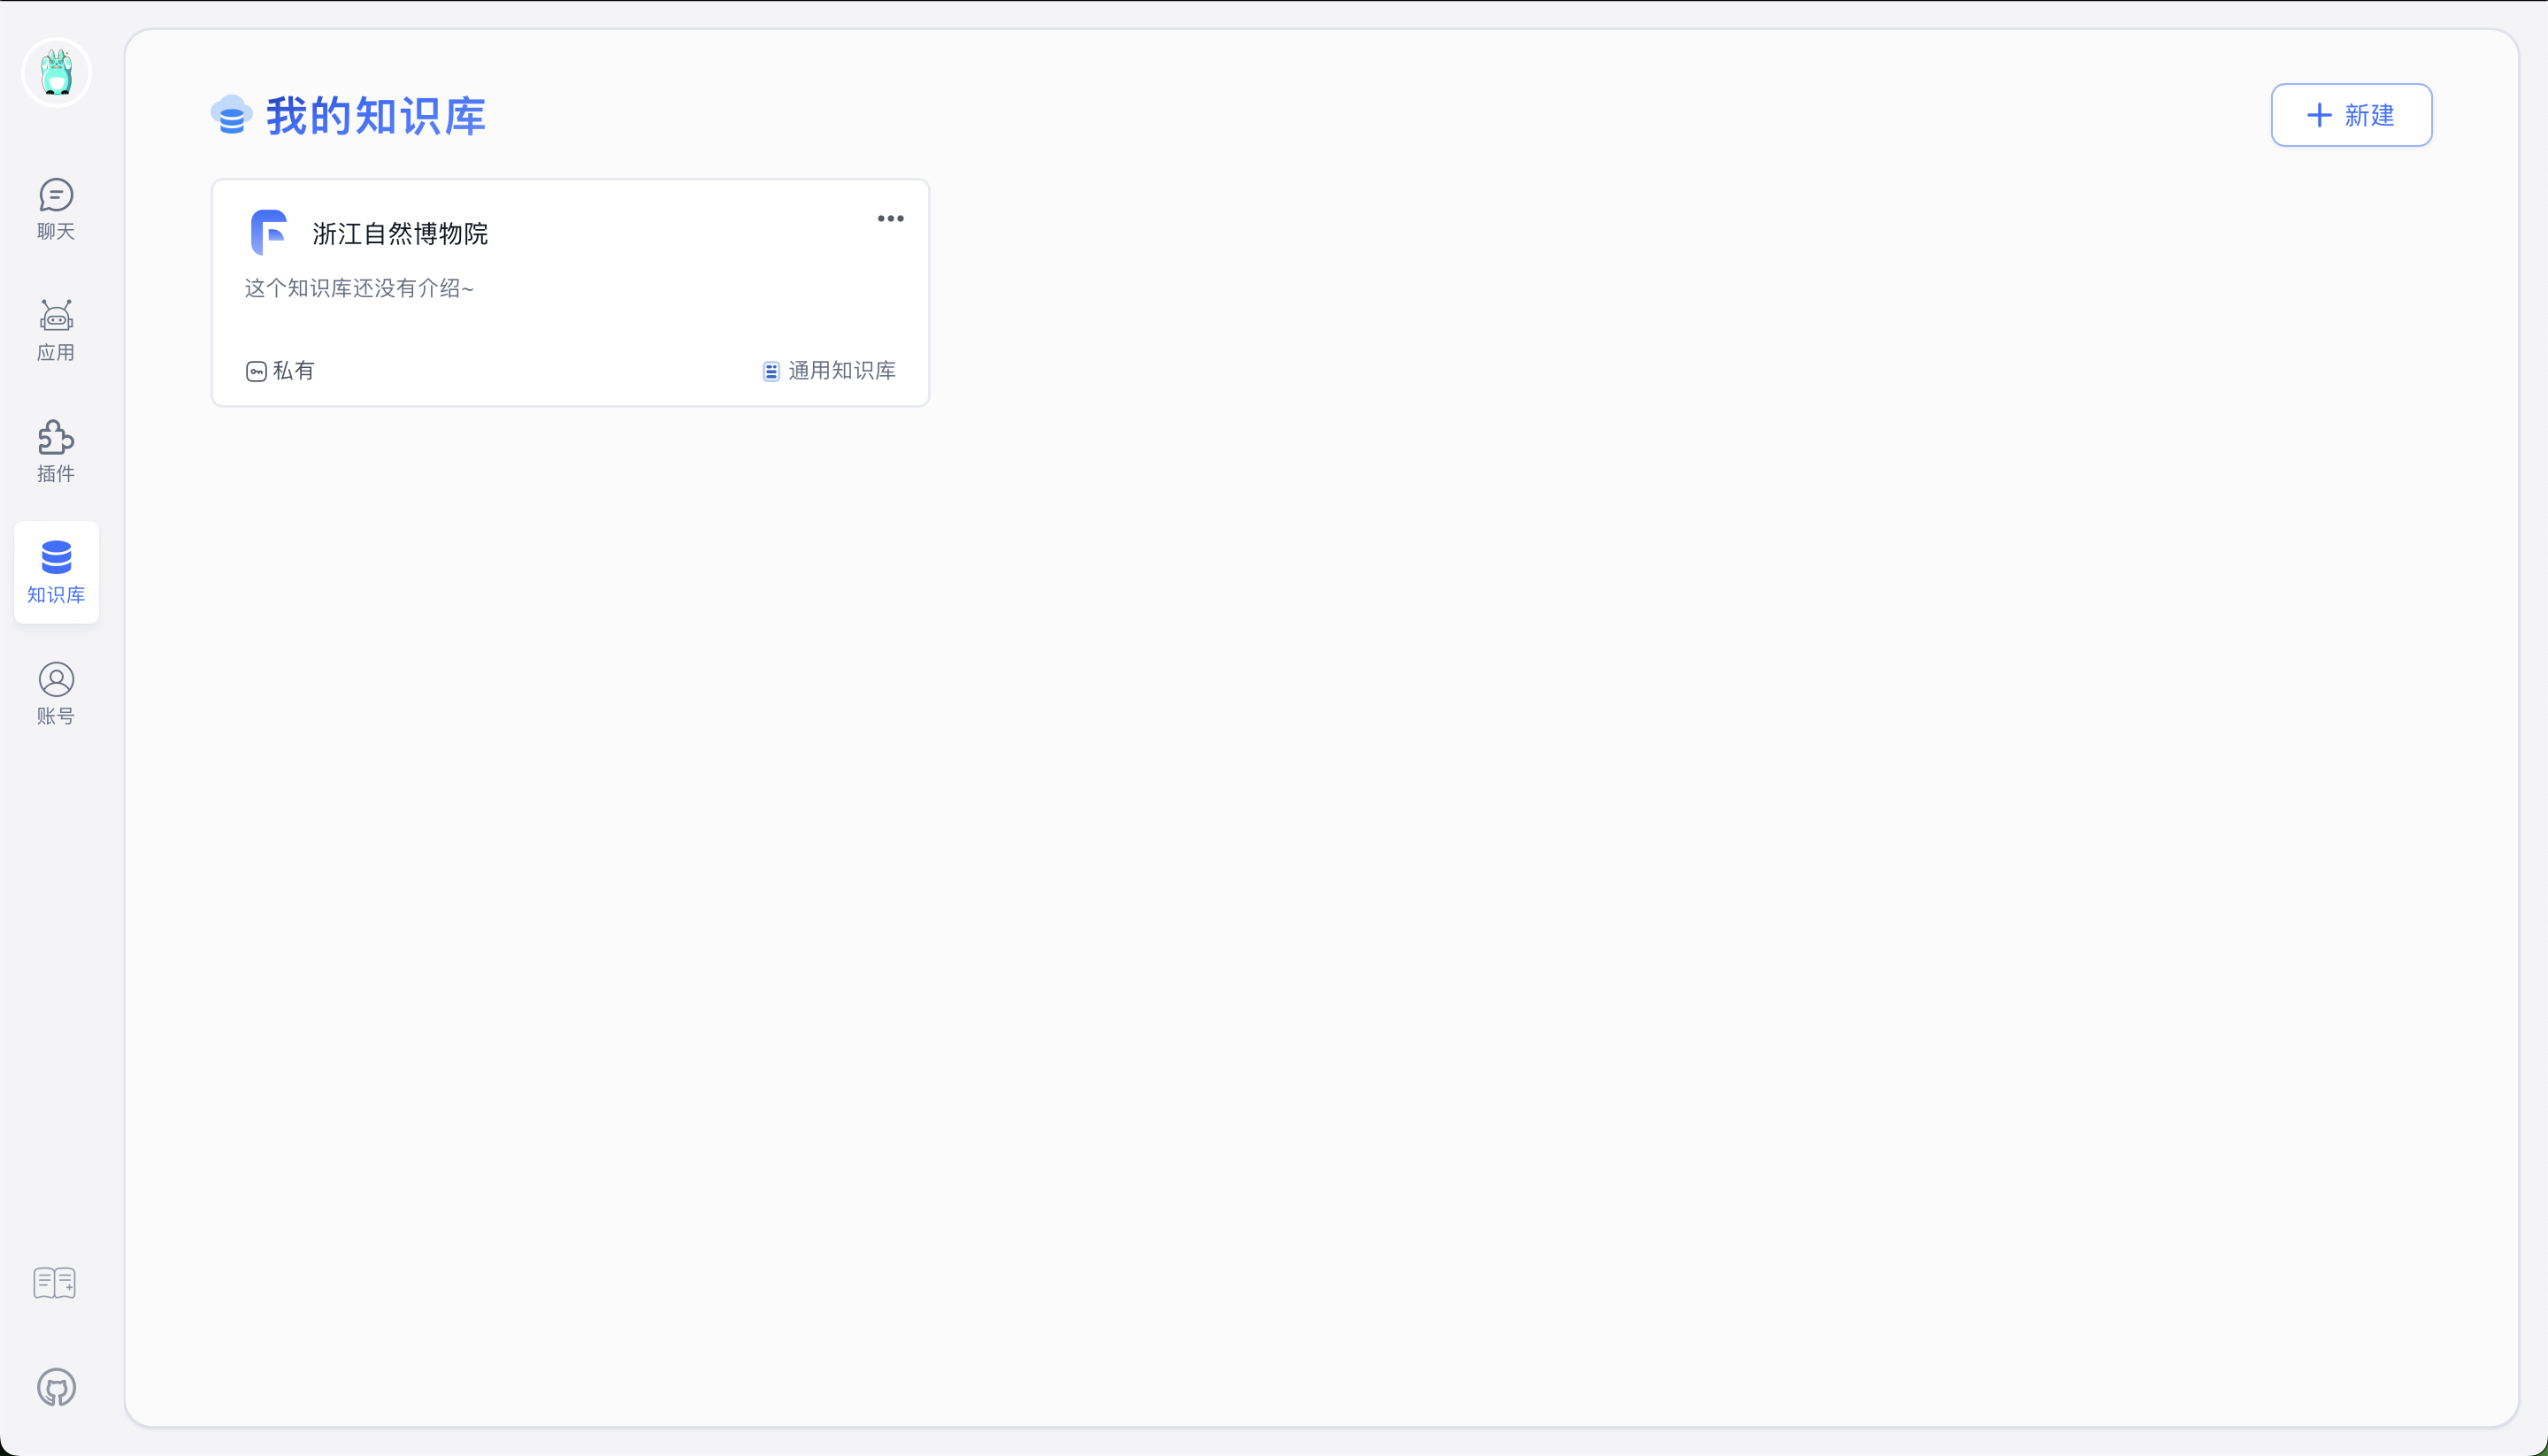 我的知识库
新建
浙江自然博物院
这个知识库还没有介绍~
私有
通用知识库
聊天
应用
插件
知识库
账号